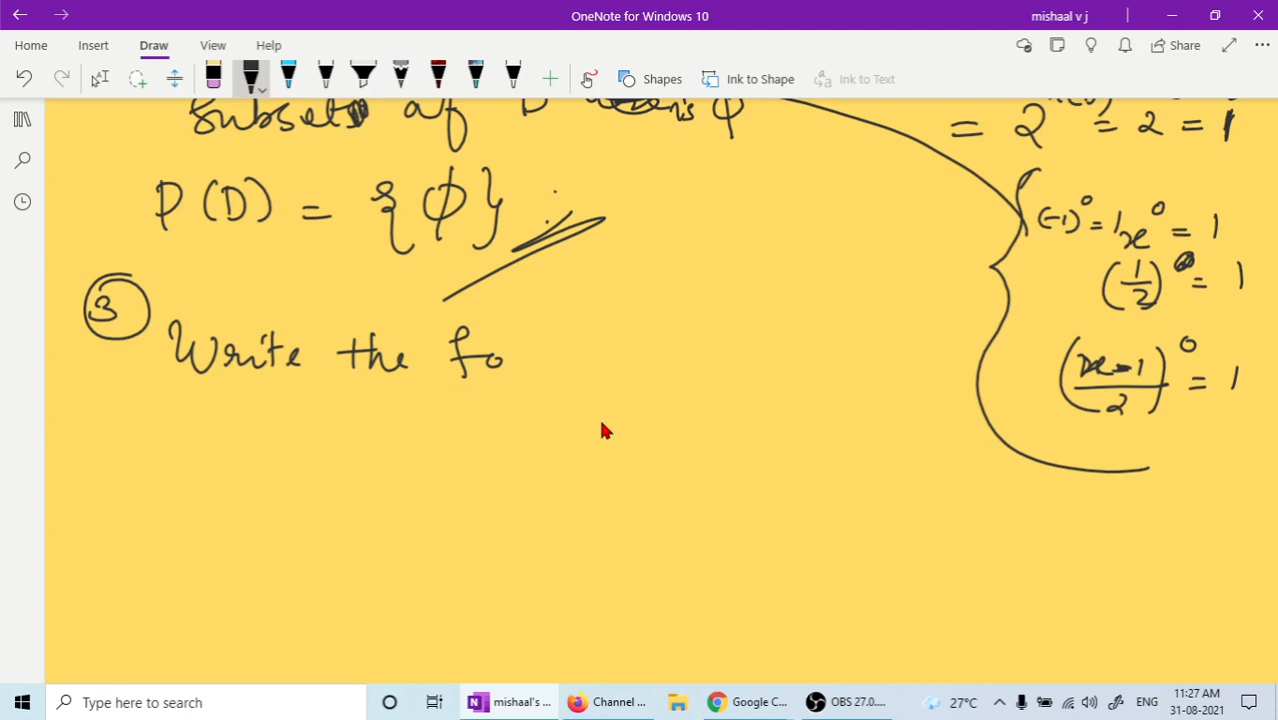 OneNote for Windows 10
mishaal v j
Home Insert Draw View Help
Share
Shapes Ink to Shape Ink to Text
Subsets of D is φ
= 2 = 2 = 1
P(D) = {φ}
(-1)⁰ = 1 x⁰ = 1
(1/2)⁰ = 1
3
Write the fo
((x-1)/2)⁰ = 1
Type here to search
mishaal's ...
Channel ...
Google C...
OBS 27.0....
27°C
ENG
11:27 AM
31-08-2021